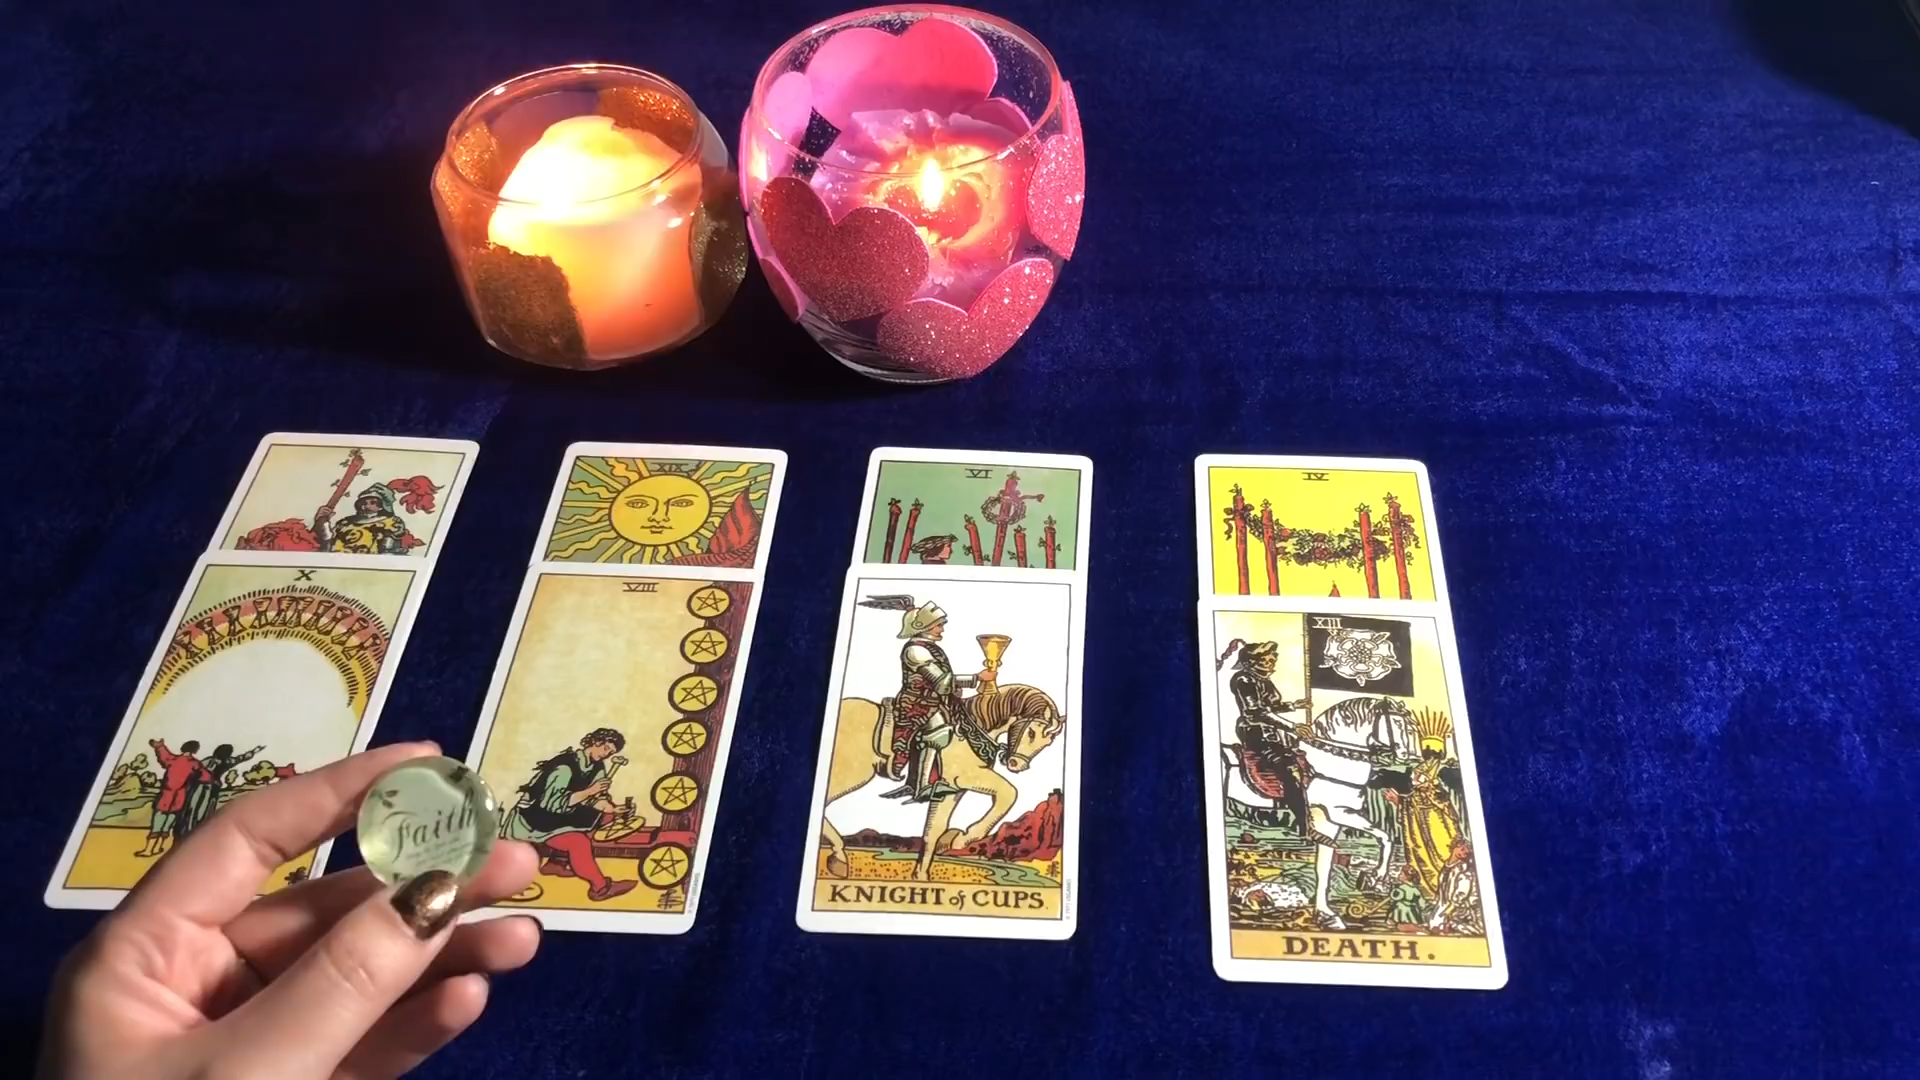 XIX
VI
IV
X
VIII
XIII
Faith
KNIGHT of CUPS.
DEATH.